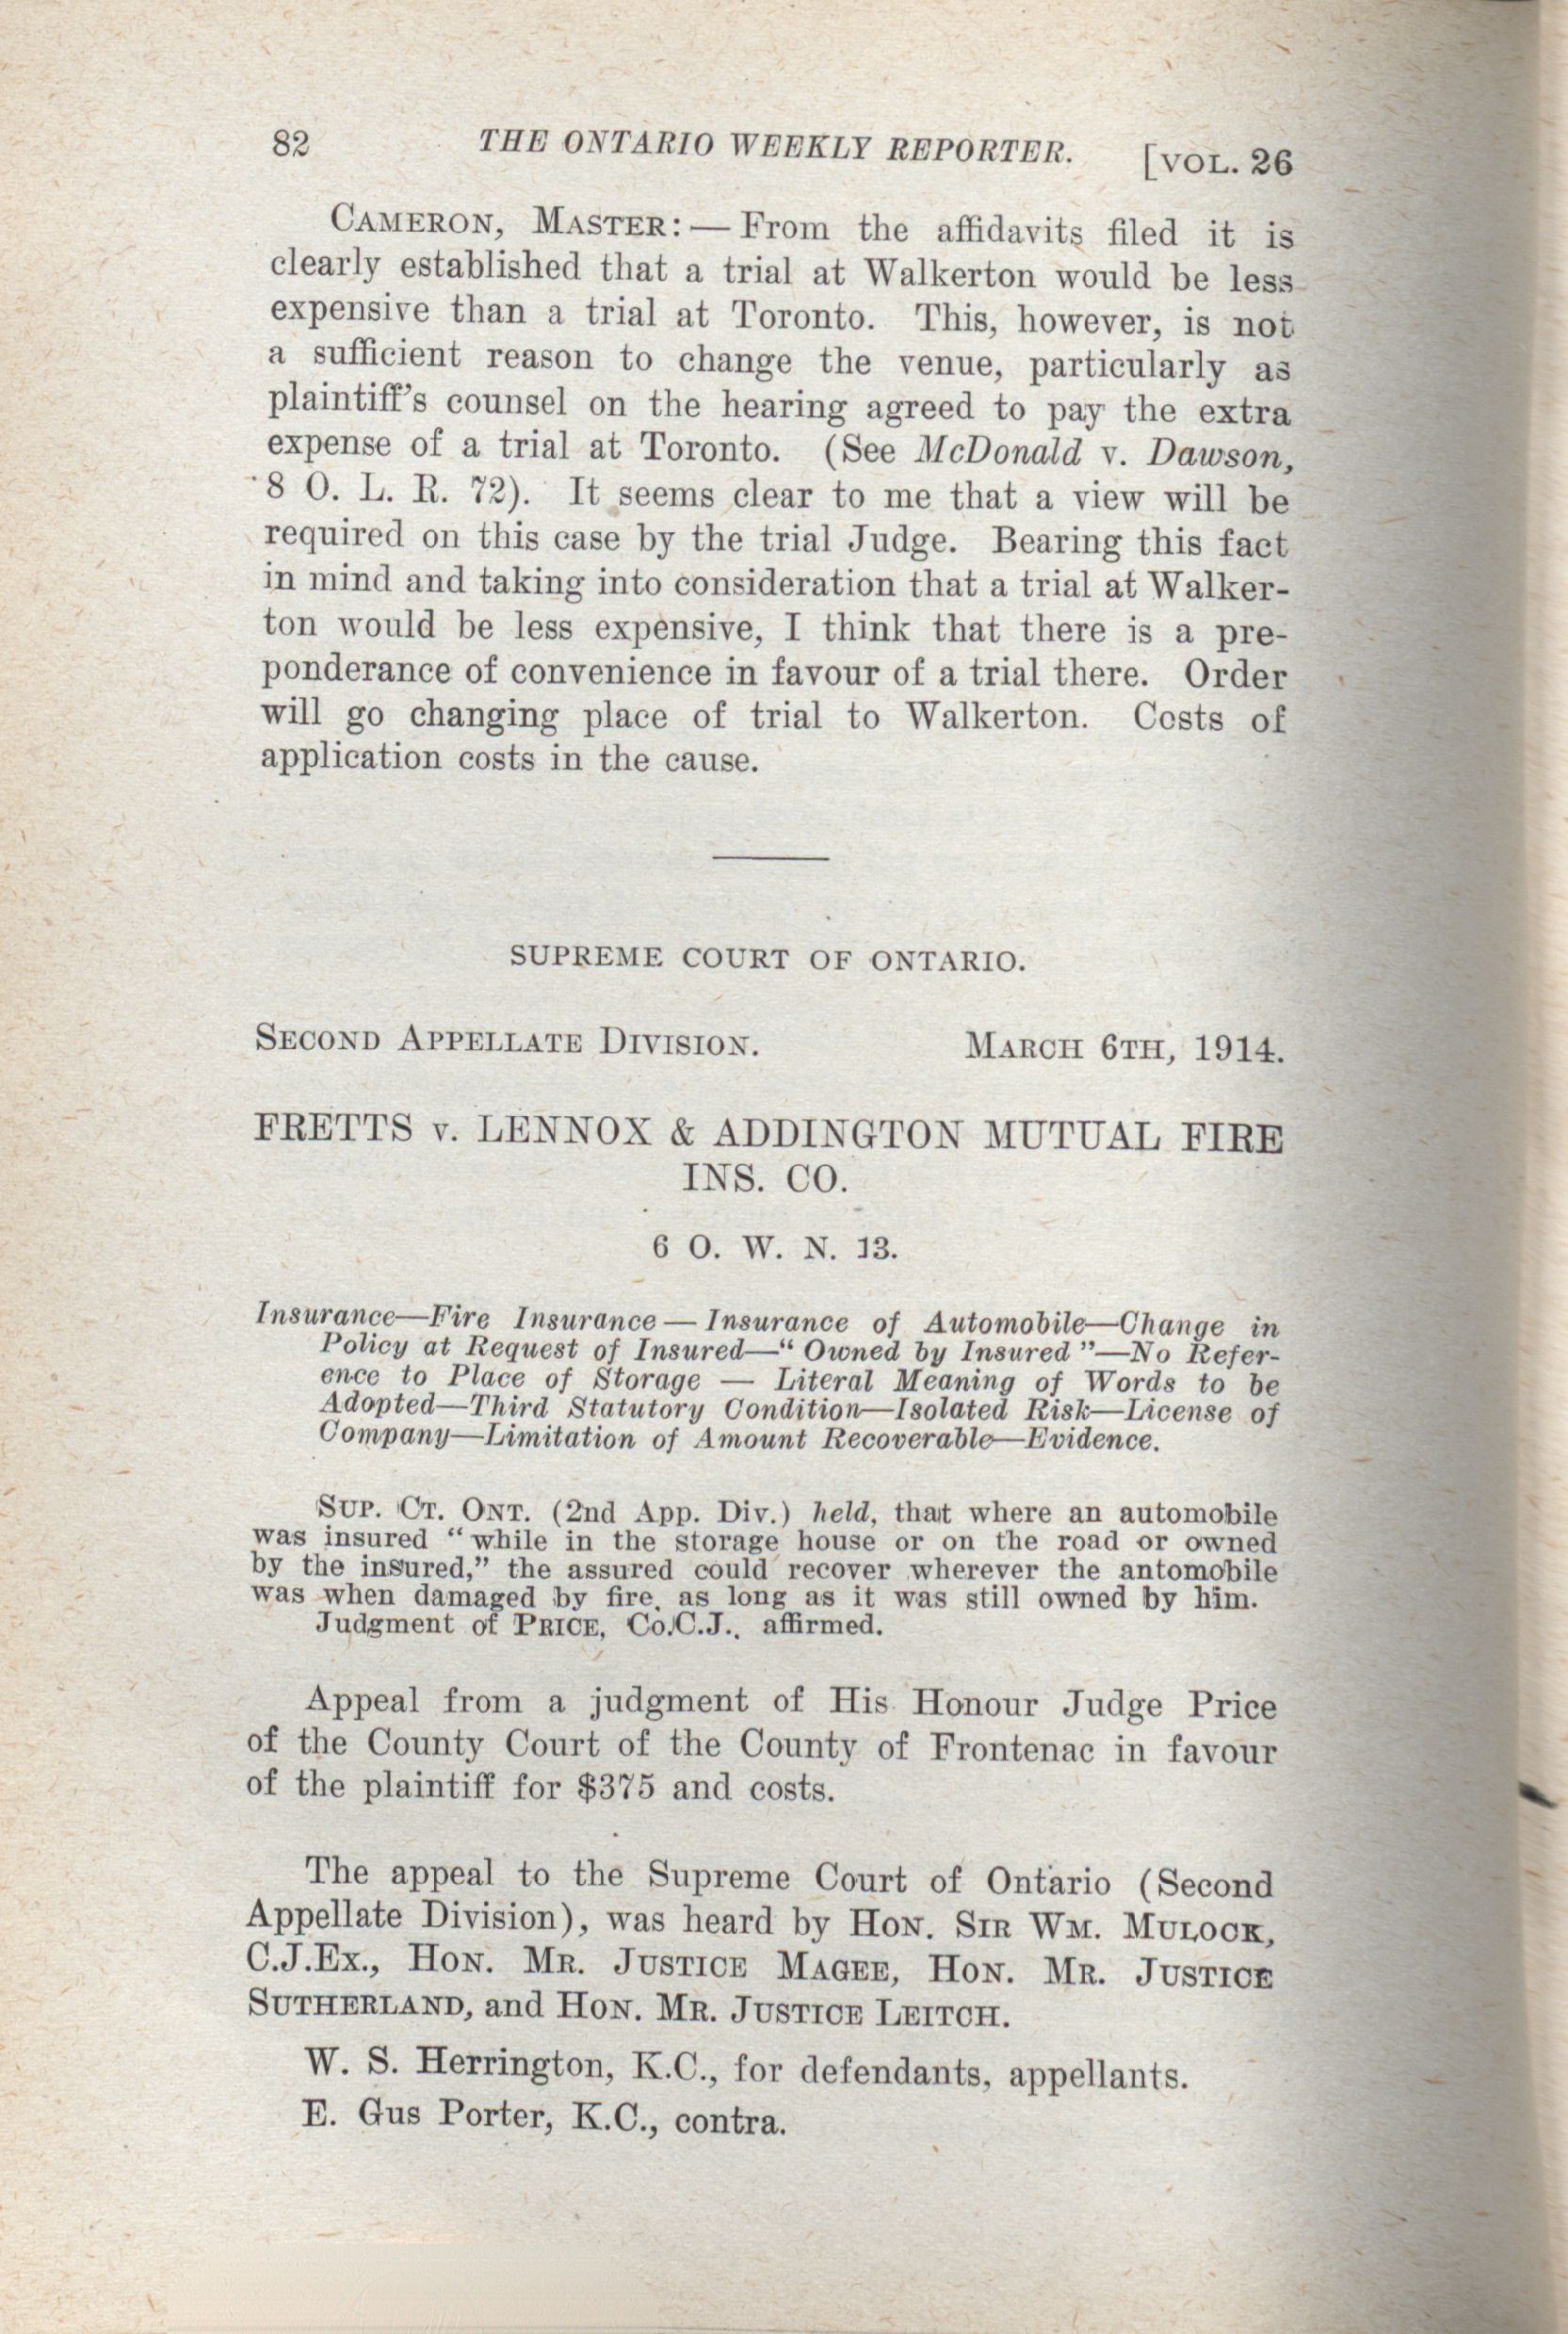 82 THE ONTARIO WEEKLY REPORTER. [VOL. 26
CAMERON, MASTER:—From the affidavits filed it is
clearly established that a trial at Walkerton would be less
expensive than a trial at Toronto. This, however, is not
a sufficient reason to change the venue, particularly as
plaintiff's counsel on the hearing agreed to pay the extra
expense of a trial at Toronto. (See McDonald v. Dawson,
8 O. L. R. 72). It seems clear to me that a view will be
required on this case by the trial Judge. Bearing this fact
in mind and taking into consideration that a trial at Walker-
ton would be less expensive, I think that there is a pre-
ponderance of convenience in favour of a trial there. Order
will go changing place of trial to Walkerton. Costs of
application costs in the cause.
SUPREME COURT OF ONTARIO.
SECOND APPELLATE DIVISION. MARCH 6TH, 1914.
FRETTS v. LENNOX & ADDINGTON MUTUAL FIRE
INS. CO.
6 O. W. N. 13.
Insurance—Fire Insurance — Insurance of Automobile—Change in
Policy at Request of Insured—" Owned by Insured "—No Refer-
ence to Place of Storage — Literal Meaning of Words to be
Adopted—Third Statutory Condition—Isolated Risk—License of
Company—Limitation of Amount Recoverable—Evidence.
SUP. CT. ONT. (2nd App. Div.) held, that where an automobile
was insured "while in the storage house or on the road or owned
by the insured," the assured could recover wherever the antomobile
was when damaged by fire, as long as it was still owned by him.
Judgment of PRICE, Co.C.J., affirmed.
Appeal from a judgment of His Honour Judge Price
of the County Court of the County of Frontenac in favour
of the plaintiff for $375 and costs.
The appeal to the Supreme Court of Ontario (Second
Appellate Division), was heard by HON. SIR WM. MULOCK,
C.J.EX., HON. MR. JUSTICE MAGEE, HON. MR. JUSTICE
SUTHERLAND, and HON. MR. JUSTICE LEITCH.
W. S. Herrington, K.C., for defendants, appellants.
E. Gus Porter, K.C., contra.